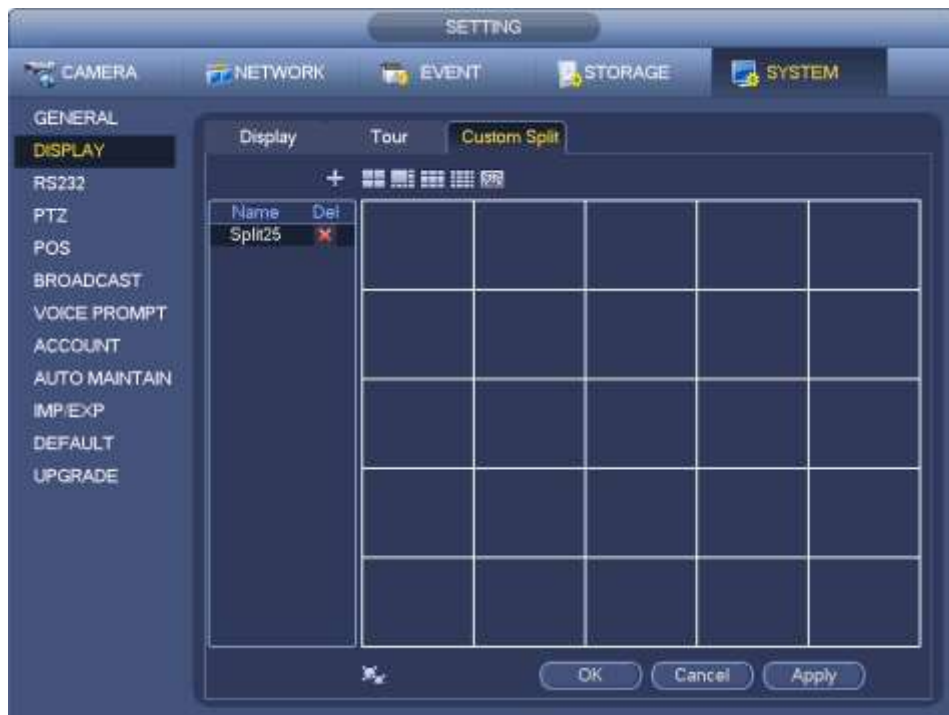 SETTING
CAMERA NETWORK EVENT STORAGE SYSTEM
GENERAL
DISPLAY
RS232
PTZ
POS
BROADCAST
VOICE PROMPT
ACCOUNT
AUTO MAINTAIN
IMP/EXP
DEFAULT
UPGRADE
Display Tour Custom Split
Name Del
Split25
OK Cancel Apply